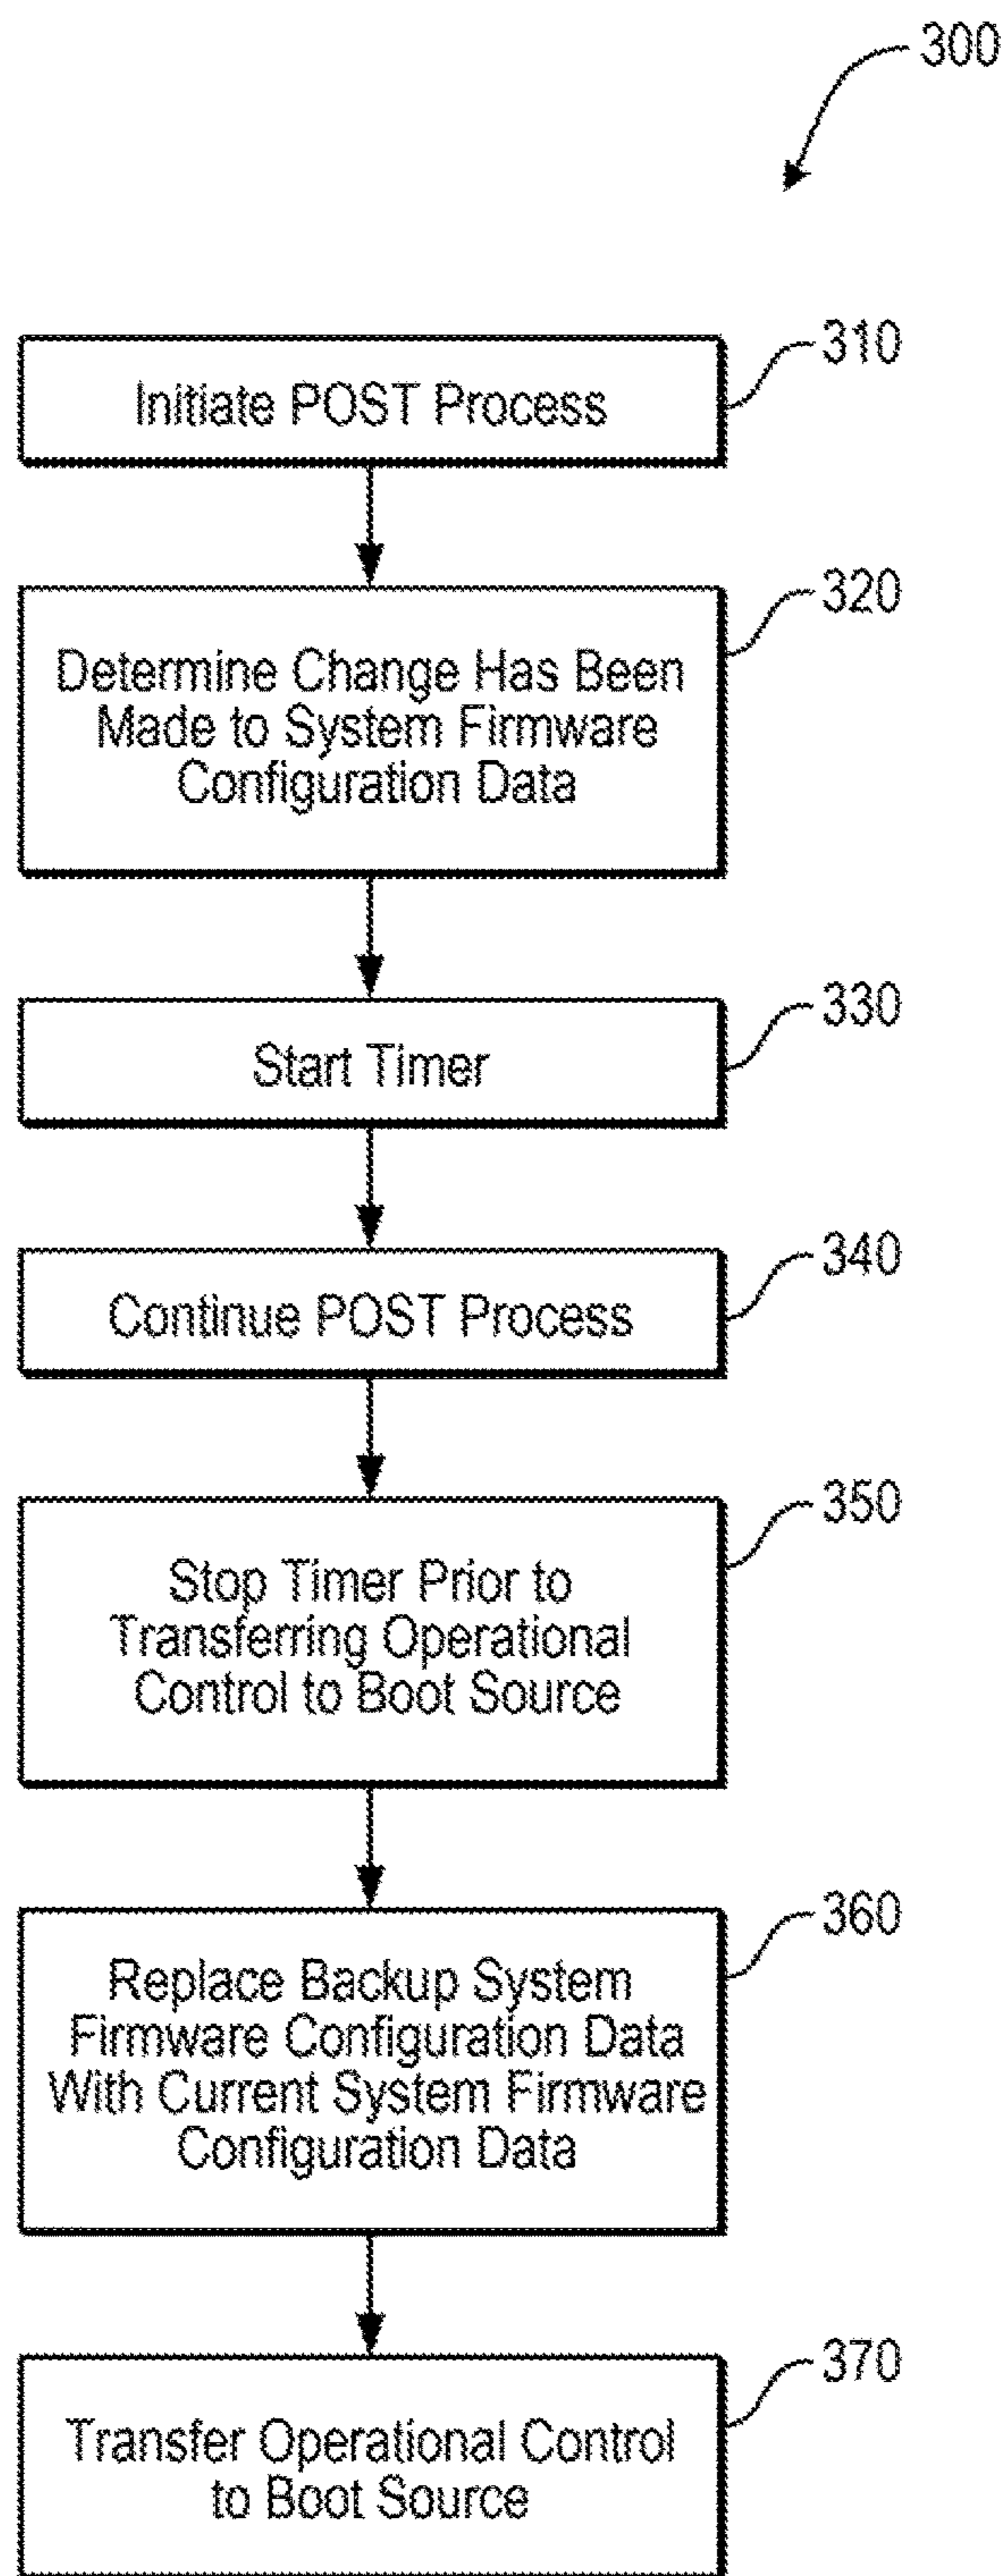 300
310
Initiate POST Process
320
Determine Change Has Been
Made to System Firmware
Configuration Data
330
Start Timer
340
Continue POST Process
350
Stop Timer Prior to
Transferring Operational
Control to Boot Source
360
Replace Backup System
Firmware Configuration Data
With Current System Firmware
Configuration Data
370
Transfer Operational Control
to Boot Source